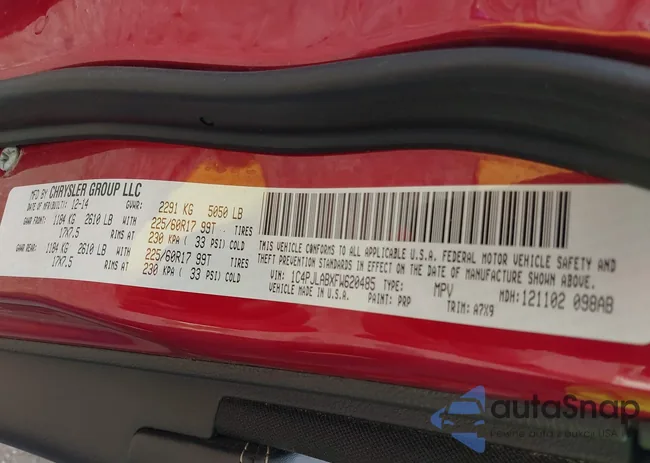 MFD BY CHRYSLER GROUP LLC
DATE OF MFR(BUILT): 12-14 GVWR: 2291 KG 5050 LB
GAWR FRONT: 1184 KG 2610 LB WITH 225/60R17 99T TIRES
17X7.5 RIMS AT 230 KPA ( 33 PSI) COLD
GAWR REAR: 1184 KG 2610 LB WITH 225/60R17 99T TIRES
17X7.5 RIMS AT 230 KPA ( 33 PSI) COLD
THIS VEHICLE CONFORMS TO ALL APPLICABLE U.S.A. FEDERAL MOTOR VEHICLE SAFETY AND
THEFT PREVENTION STANDARDS IN EFFECT ON THE DATE OF MANUFACTURE SHOWN ABOVE.
VIN: 1C4PJLABXFW620485 TYPE: MPV MDH: 121102 098AB
VEHICLE MADE IN U.S.A. PAINT: PRP TRIM: A7X9
autaSnap